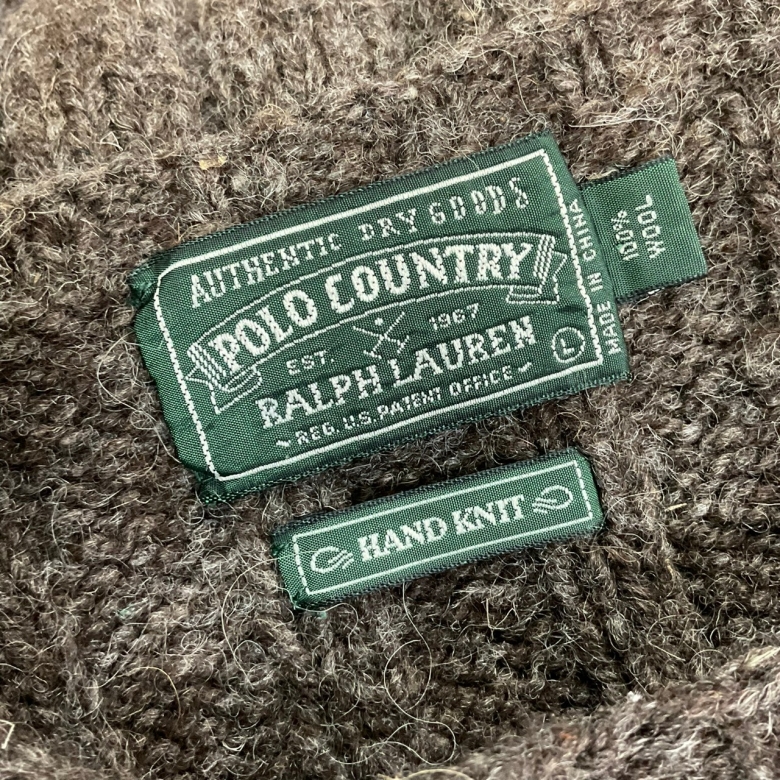 AUTHENTIC DRY GOODS
POLO COUNTRY
EST. 1967
RALPH LAUREN
REG. U.S. PATENT OFFICE
L
MADE IN CHINA
100%
WOOL
HAND KNIT